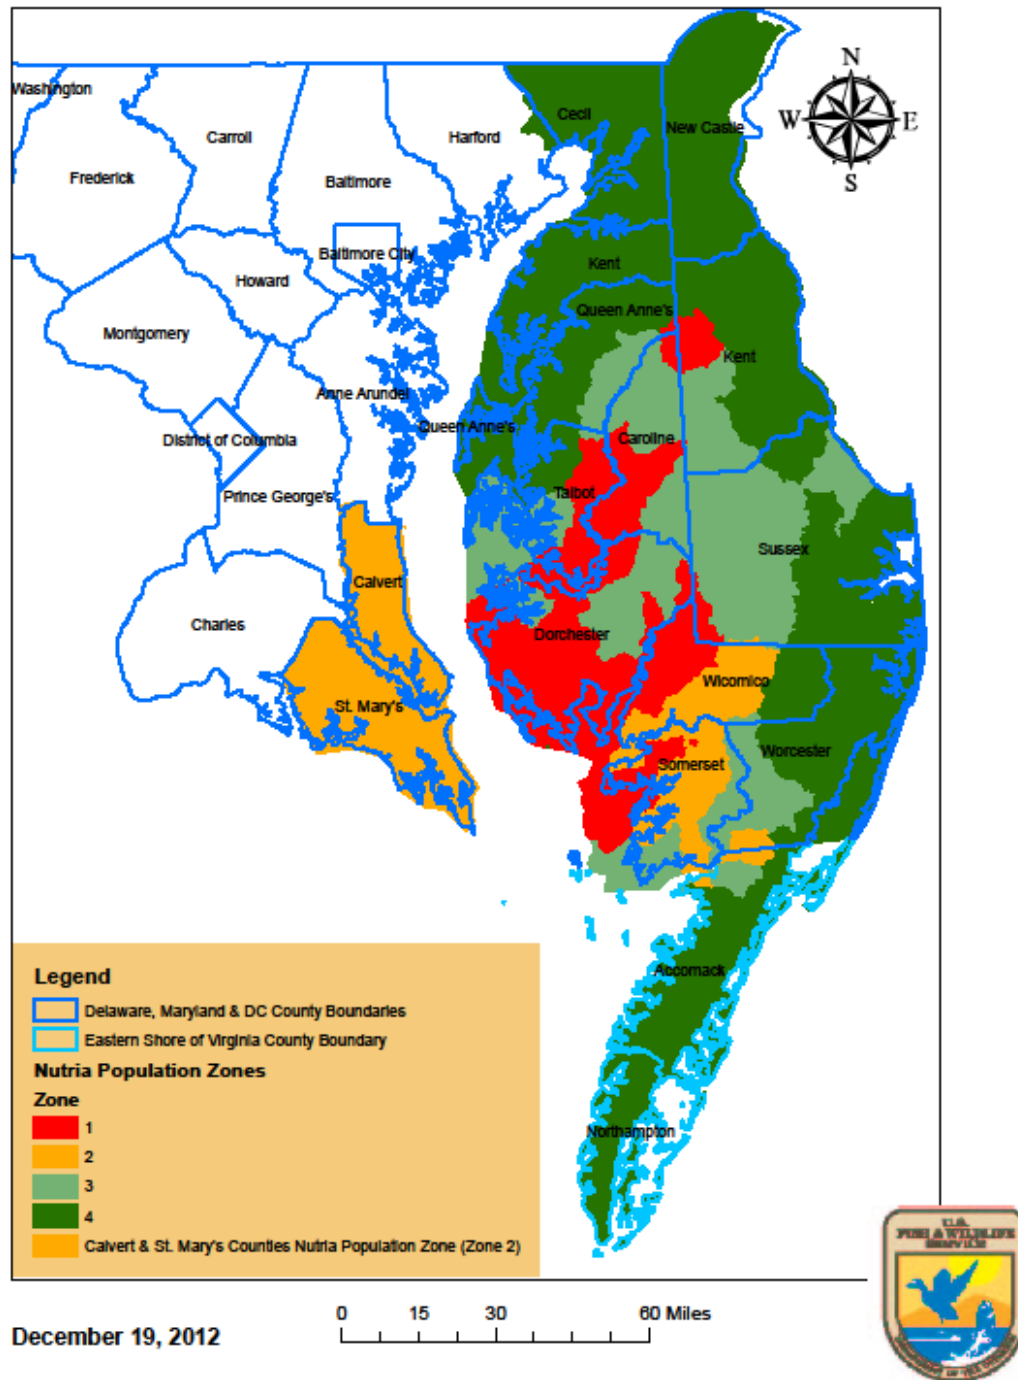 N
W E
S
Washington
Cecil
New Castle
Carroll
Harford
Frederick
Baltimore
Baltimore City
Kent
Howard
Queen Anne's
Montgomery
Kent
Anne Arundel
Queen Anne's
District of Columbia
Caroline
Prince George's
Talbot
Sussex
Calvert
Charles
Dorchester
Wicomico
St. Mary's
Worcester
Somerset
Accomack
Northampton
Legend
Delaware, Maryland & DC County Boundaries
Eastern Shore of Virginia County Boundary
Nutria Population Zones
Zone
1
2
3
4
Calvert & St. Mary's Counties Nutria Population Zone (Zone 2)
U.S.
FISH & WILDLIFE
SERVICE
December 19, 2012
0 15 30 60 Miles